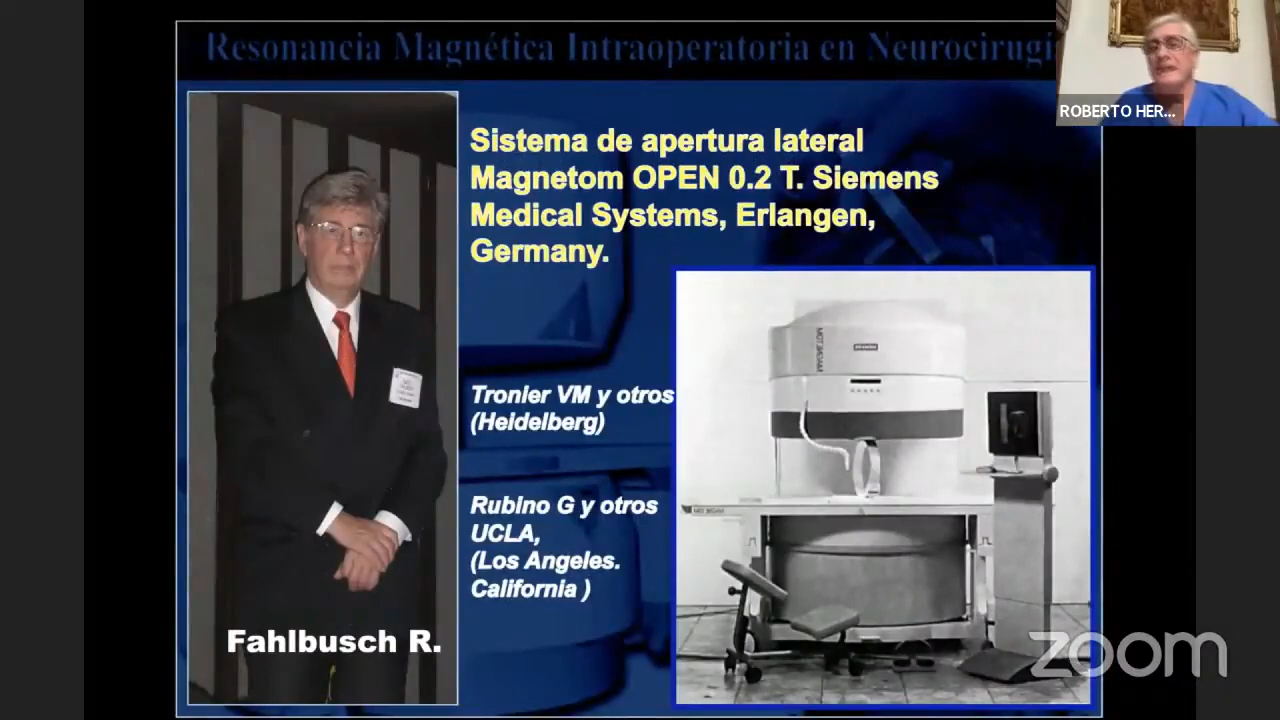 Resonancia Magnética Intraoperatoria en Neurocirugí
ROBERTO HER...
Sistema de apertura lateral
Magnetom OPEN 0.2 T. Siemens
Medical Systems, Erlangen,
Germany.
Tronier VM y otros
(Heidelberg)
Rubino G y otros
UCLA,
(Los Angeles.
California )
Fahlbusch R.
zoom